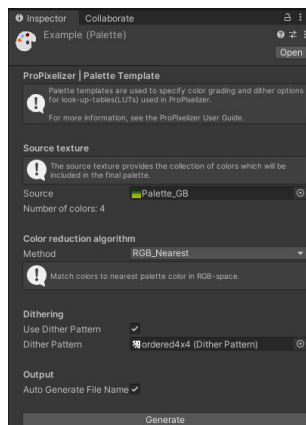 Inspector Collaborate
Example (Palette)
Open
ProPixelizer | Palette Template
Palette templates are used to specify color grading and dither options
for look-up-tables(LUTs) used in ProPixelizer.
For more information, see the ProPixelizer User Guide.
Source texture
The source texture provides the collection of colors which will be
included in the final palette.
Source Palette_GB
Number of colors: 4
Color reduction algorithm
Method RGB_Nearest
Match colors to nearest palette color in RGB-space.
Dithering
Use Dither Pattern
Dither Pattern ordered4x4 (Dither Pattern)
Output
Auto Generate File Name
Generate